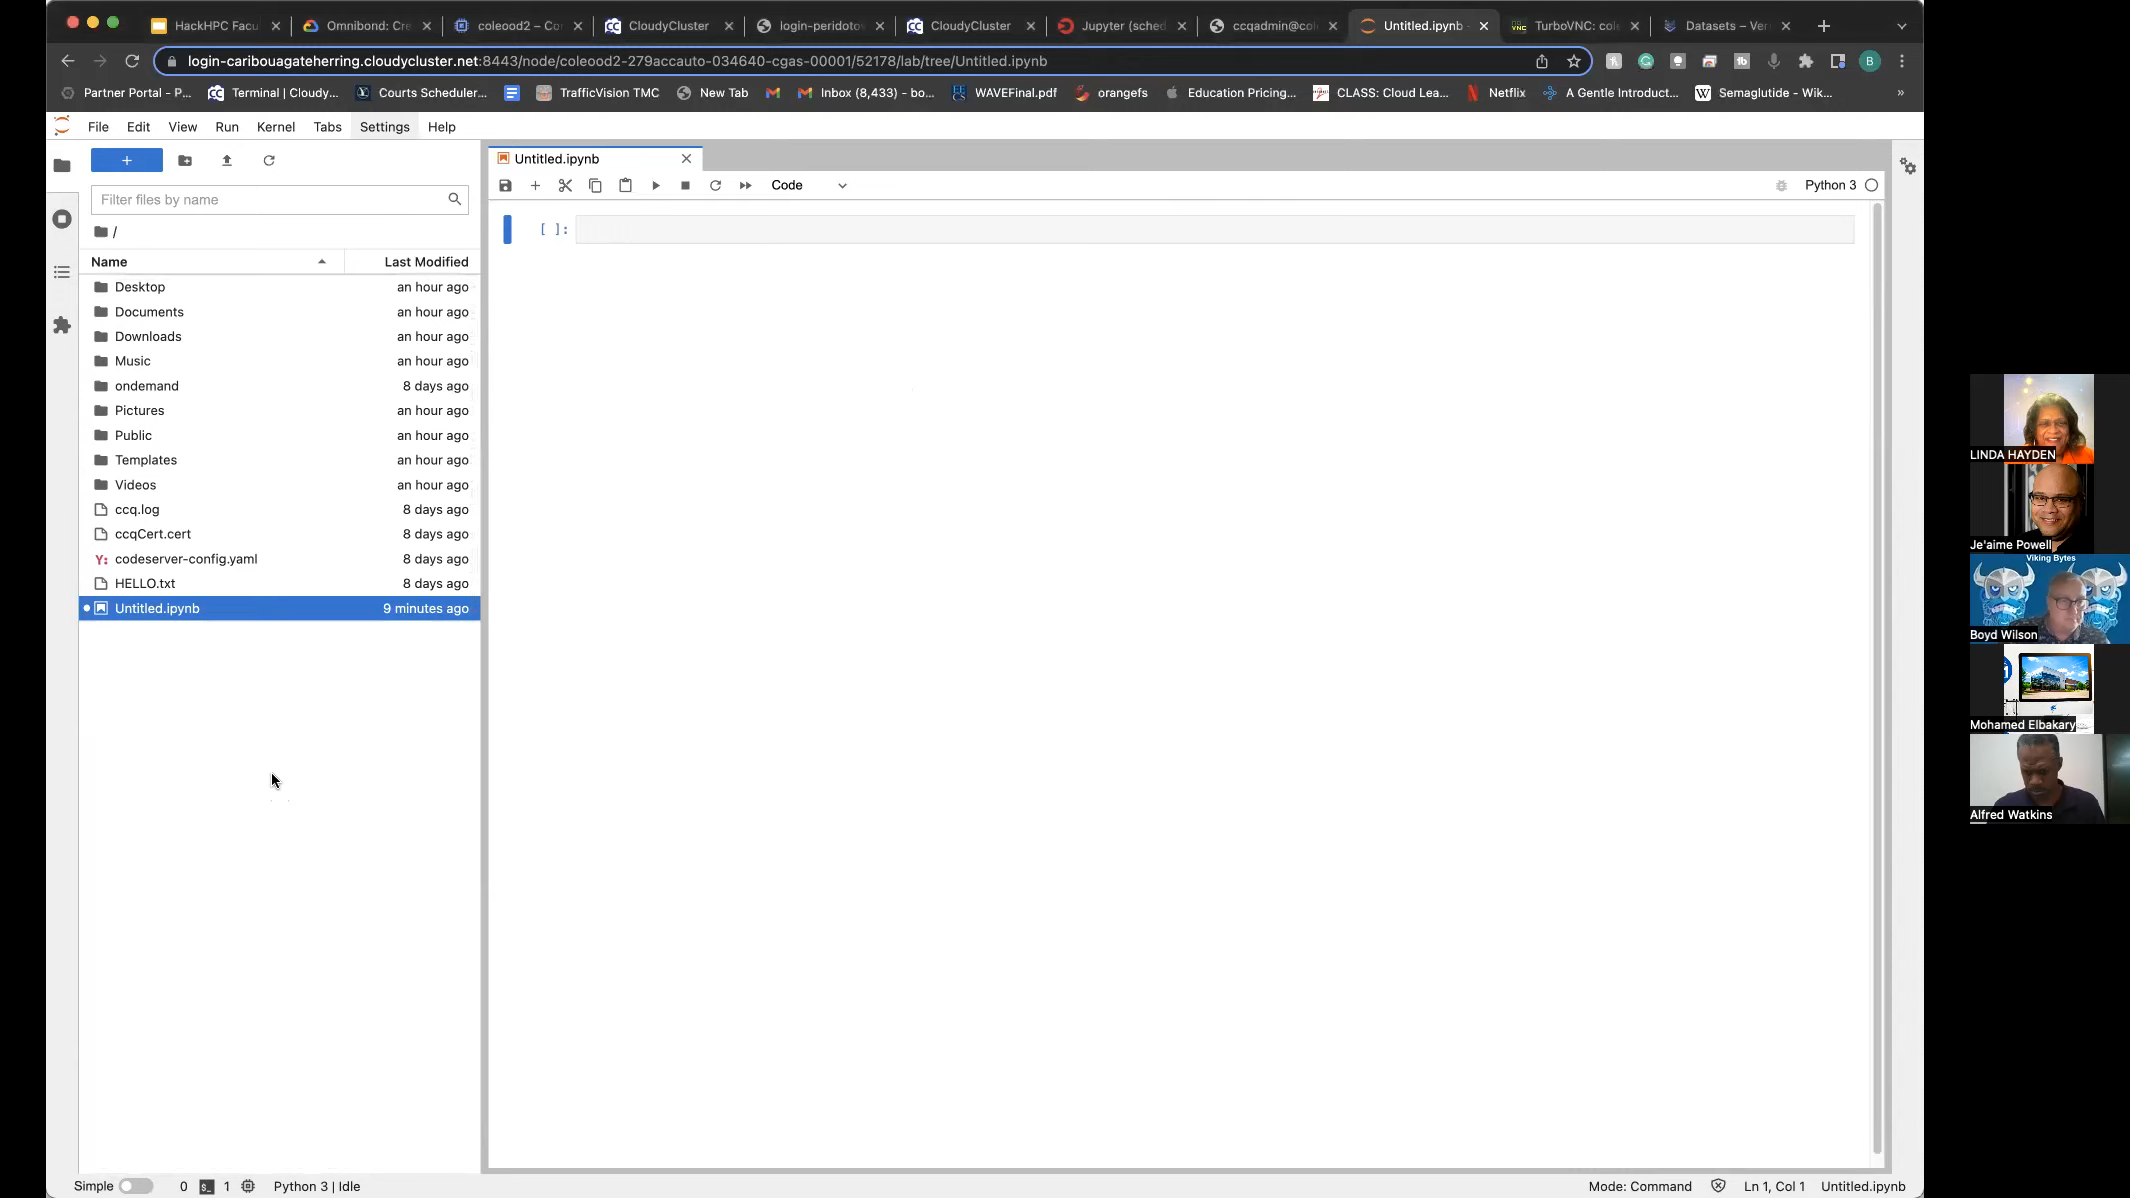 HackHPC Facu
Omnibond: Cre
coleood2 – Co
CloudyCluster
login-peridotov
CloudyCluster
Jupyter (sched
ccqadmin@cole
Untitled.ipynb
TurboVNC: cole
Datasets – Ver
login-caribouagateherring.cloudycluster.net:8443/node/coleood2-279accauto-034640-cgas-00001/52178/lab/tree/Untitled.ipynb
B
Partner Portal - P...
Terminal | Cloudy...
Courts Scheduler...
TrafficVision TMC
New Tab
Inbox (8,433) - bo...
WAVEFinal.pdf
orangefs
Education Pricing...
CLASS: Cloud Lea...
Netflix
A Gentle Introduct...
Semaglutide - Wik...
»
File Edit View Run Kernel Tabs Settings Help
Filter files by name
/
Name Last Modified
Desktop an hour ago
Documents an hour ago
Downloads an hour ago
Music an hour ago
ondemand 8 days ago
Pictures an hour ago
Public an hour ago
Templates an hour ago
Videos an hour ago
ccq.log 8 days ago
ccqCert.cert 8 days ago
codeserver-config.yaml 8 days ago
HELLO.txt 8 days ago
Untitled.ipynb 9 minutes ago
Untitled.ipynb
Code
Python 3
[ ]:
LINDA HAYDEN
Je'aime Powell
Viking Bytes
Boyd Wilson
Mohamed Elbakary
Alfred Watkins
Simple 0 1 Python 3 | Idle
Mode: Command Ln 1, Col 1 Untitled.ipynb